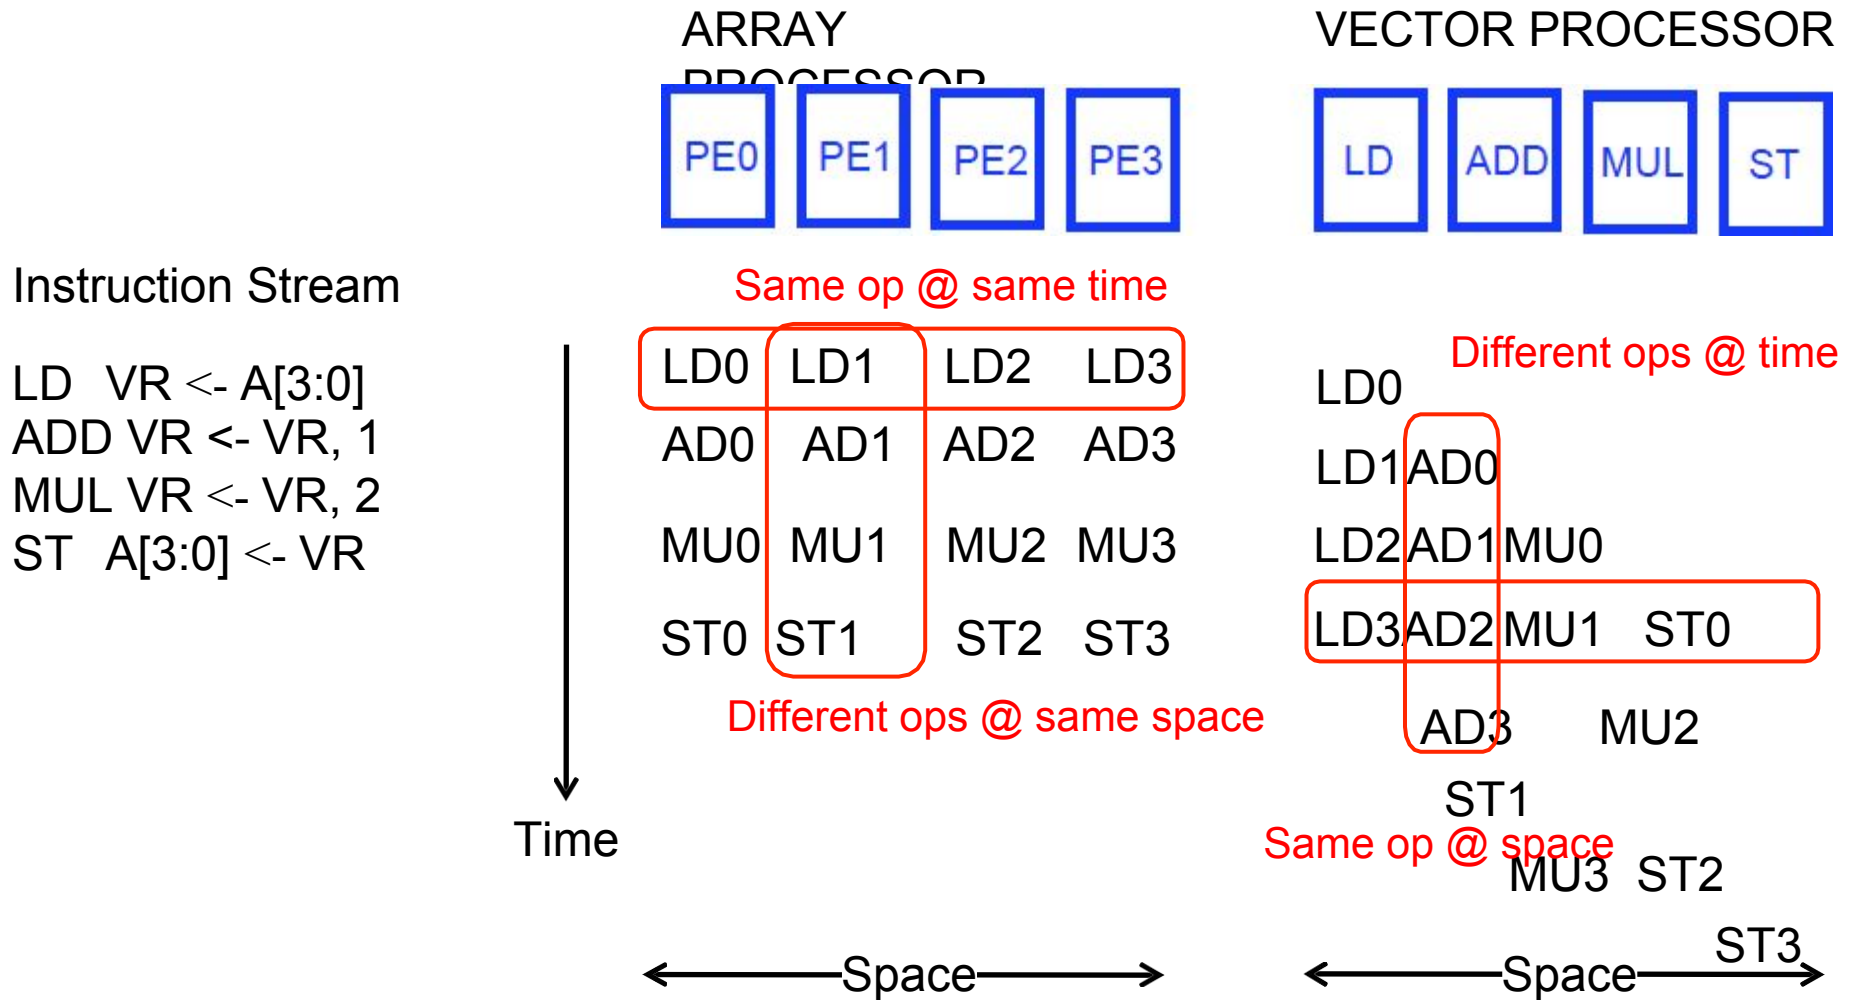 ARRAY
PROCESSOR
VECTOR PROCESSOR
PE0 PE1 PE2 PE3
LD ADD MUL ST
Instruction Stream
LD VR <- A[3:0]
ADD VR <- VR, 1
MUL VR <- VR, 2
ST A[3:0] <- VR
Time
Same op @ same time
LD0 LD1 LD2 LD3
AD0 AD1 AD2 AD3
MU0 MU1 MU2 MU3
ST0 ST1 ST2 ST3
Different ops @ same space
Space
Different ops @ time
LD0
LD1 AD0
LD2 AD1 MU0
LD3 AD2 MU1 ST0
AD3 MU2
ST1
Same op @ space
MU3 ST2
ST3
Space